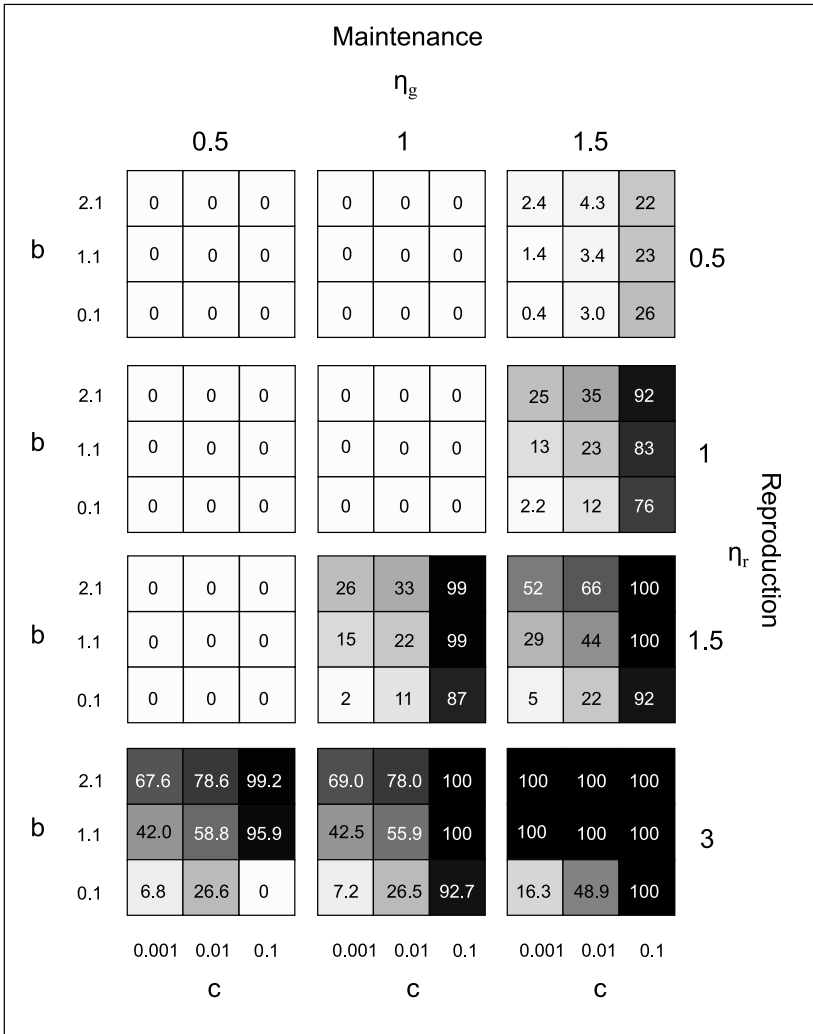 Maintenance
ηg
0.5 1 1.5
2.1 0 0 0 0 0 0 2.4 4.3 22
b 1.1 0 0 0 0 0 0 1.4 3.4 23 0.5
0.1 0 0 0 0 0 0 0.4 3.0 26
2.1 0 0 0 0 0 0 25 35 92
b 1.1 0 0 0 0 0 0 13 23 83 1
0.1 0 0 0 0 0 0 2.2 12 76
Reproduction
ηr
2.1 0 0 0 26 33 99 52 66 100
b 1.1 0 0 0 15 22 99 29 44 100 1.5
0.1 0 0 0 2 11 87 5 22 92
2.1 67.6 78.6 99.2 69.0 78.0 100 100 100 100
b 1.1 42.0 58.8 95.9 42.5 55.9 100 100 100 100 3
0.1 6.8 26.6 0 7.2 26.5 92.7 16.3 48.9 100
0.001 0.01 0.1 0.001 0.01 0.1 0.001 0.01 0.1
c c c